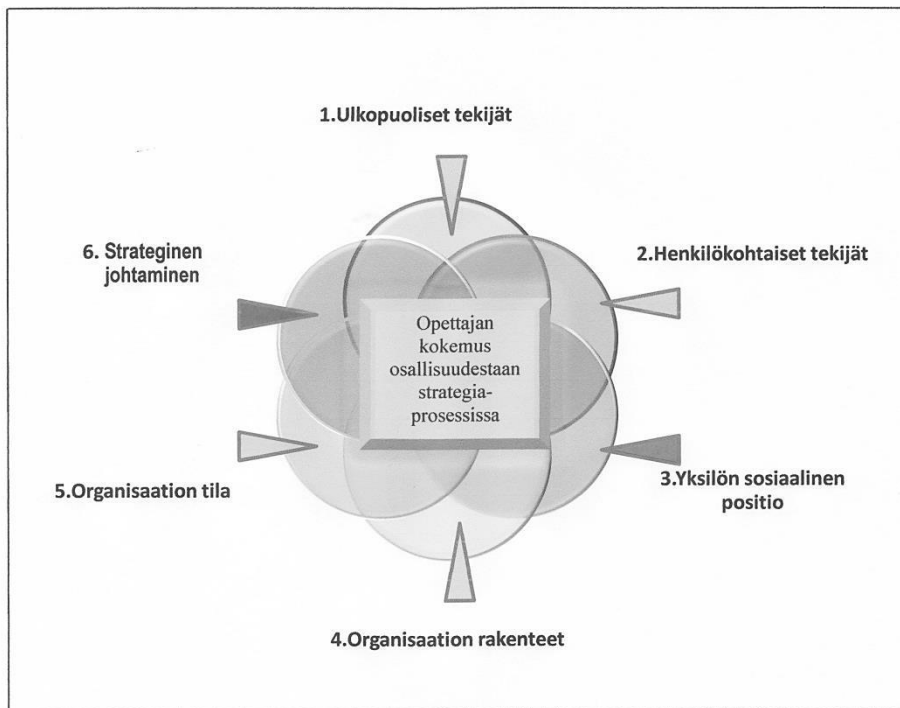 1.Ulkopuoliset tekijät
2.Henkilökohtaiset tekijät
3.Yksilön sosiaalinen
positio
4.Organisaation rakenteet
5.Organisaation tila
6. Strateginen
johtaminen
Opettajan
kokemus
osallisuudestaan
strategia-
prosessissa